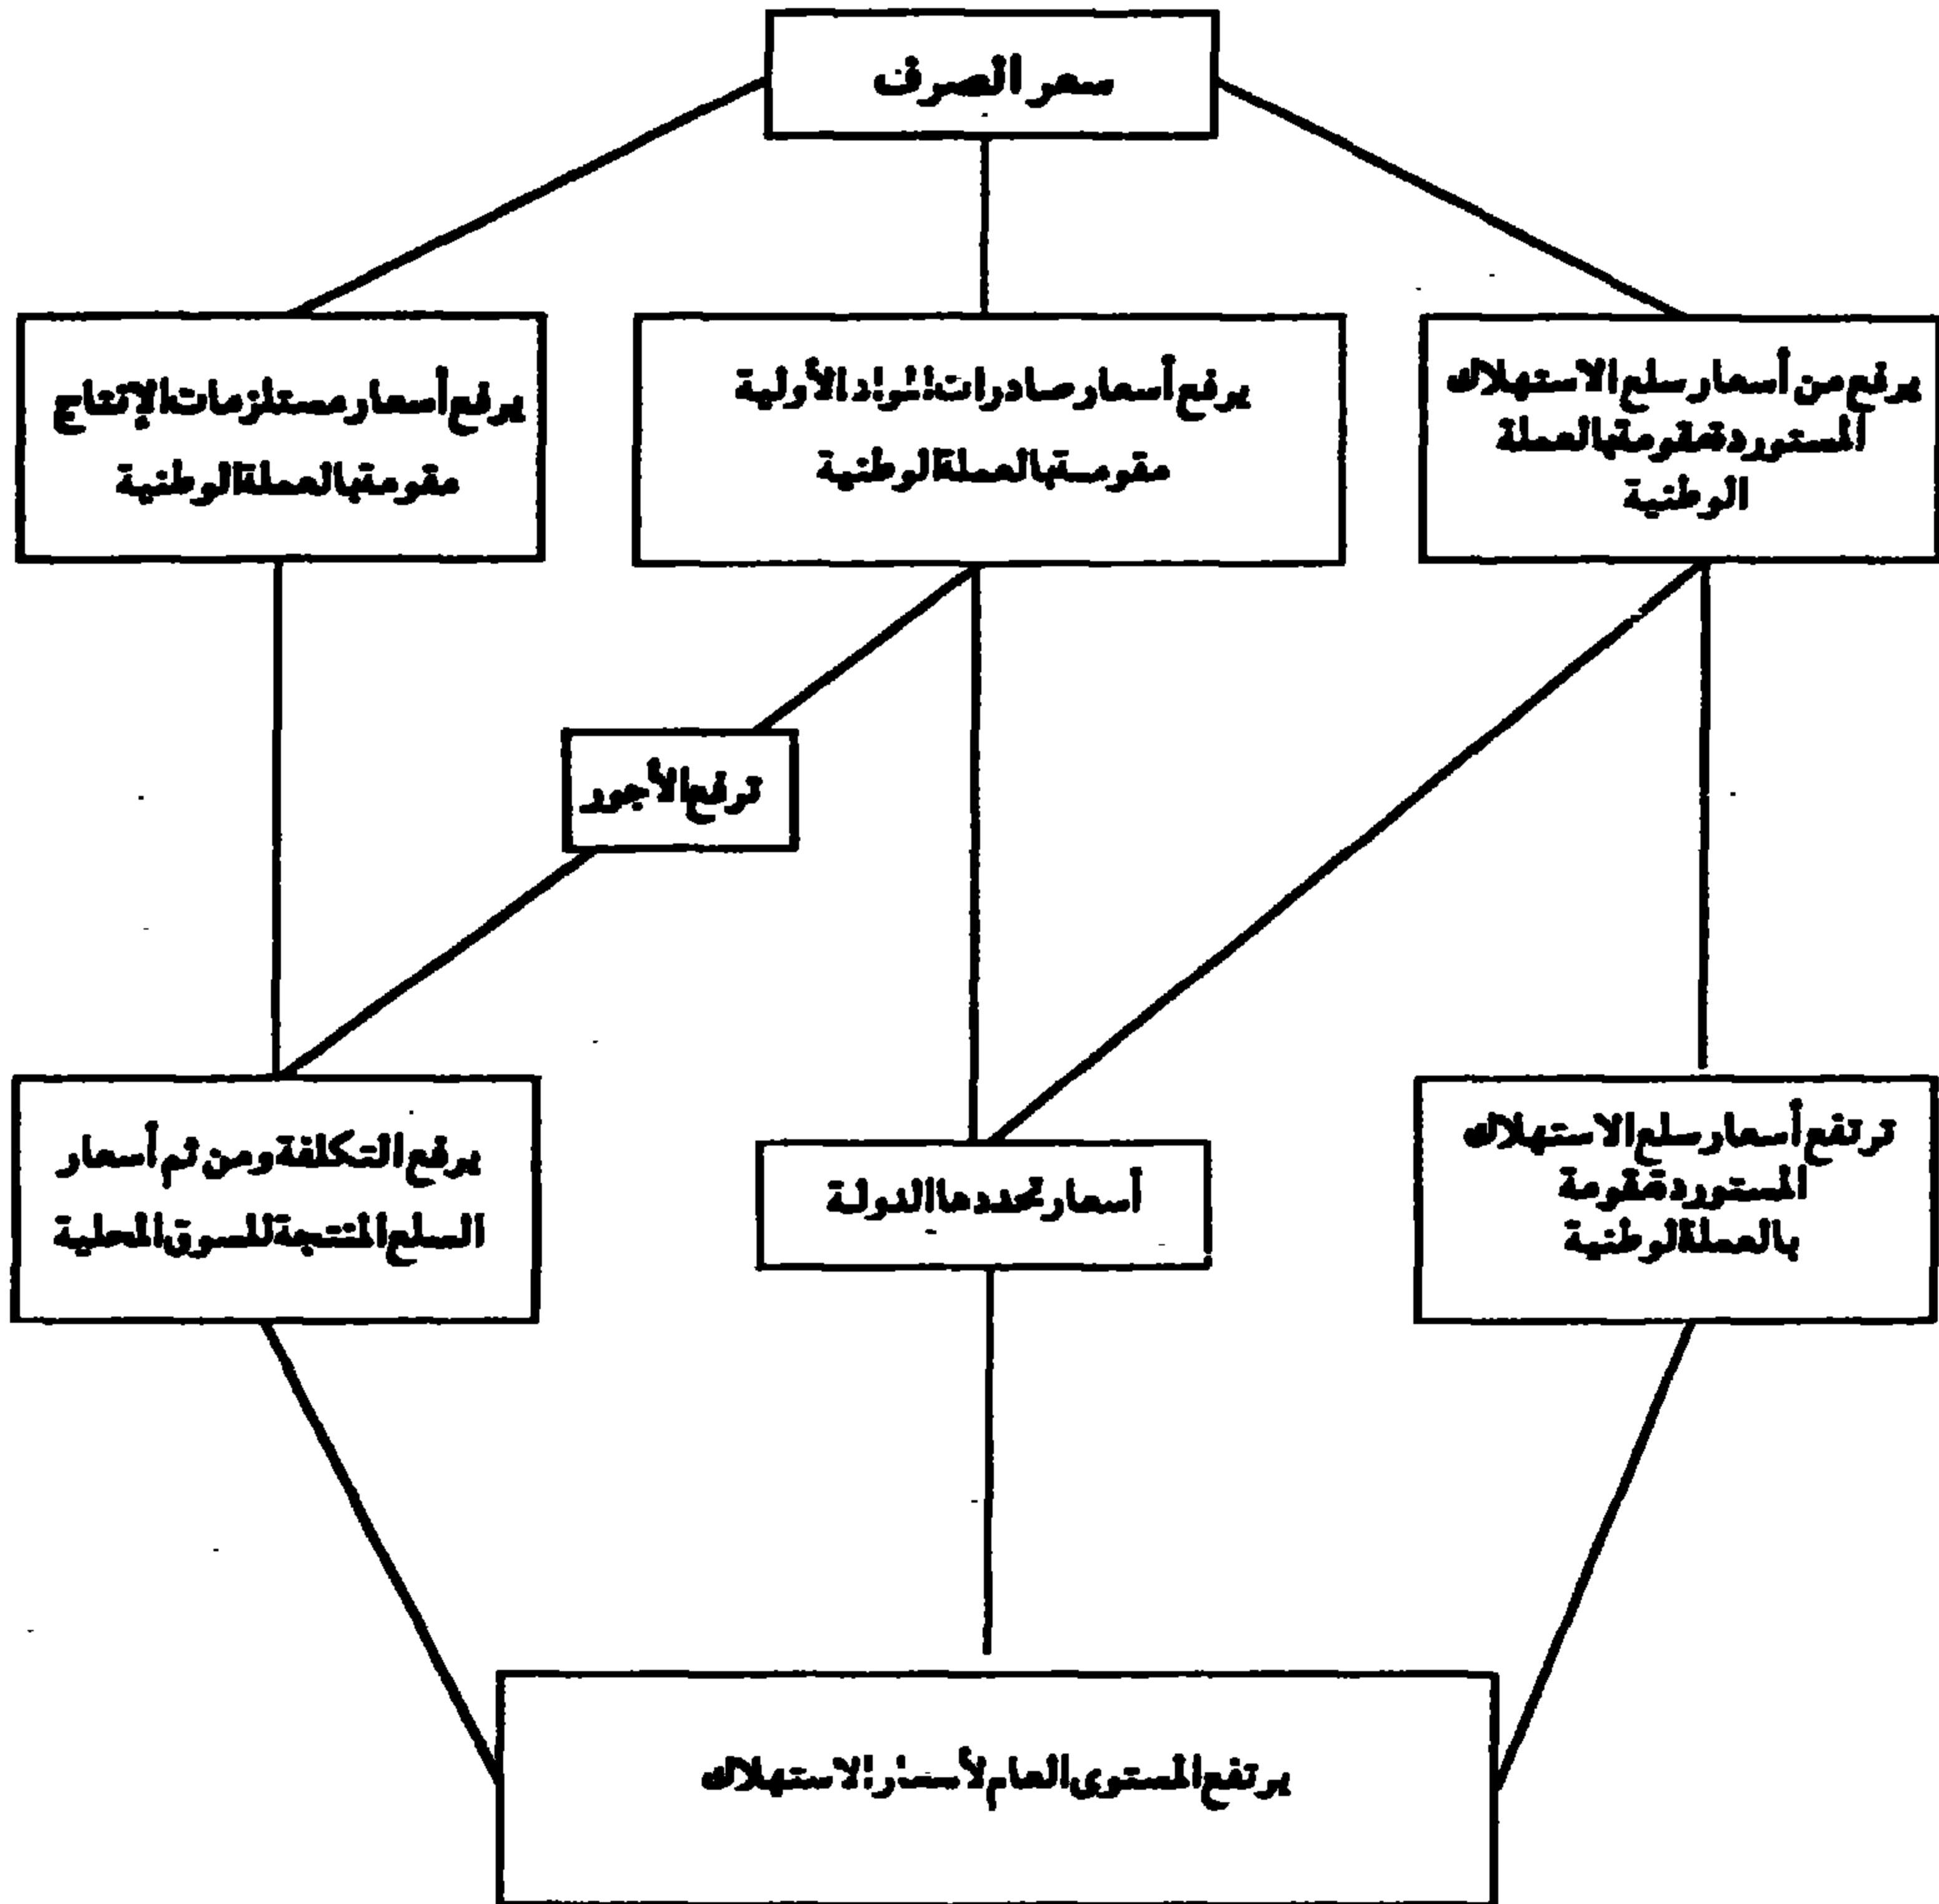 سعر الصرف
يرفع من أسعار سلع الاستهلاك
المستوردة مقومة بالعملة
الوطنية
يرفع أسعار صادرات المواد الأولية
مقومة بالعملة الوطنية
يرفع أسعار مستلزمات الإنتاج
مقومة بالعملة الوطنية
ترتفع الأجور
ترتفع أسعار سلع الاستهلاك
المستوردة مقومة
بالعملة الوطنية
أسعار تحددها الدولة
يرفع التكلفة ومن ثم أسعار
السلع المنتجة للسوق المحلية
يرتفع المستوى العام لأسعار الاستهلاك